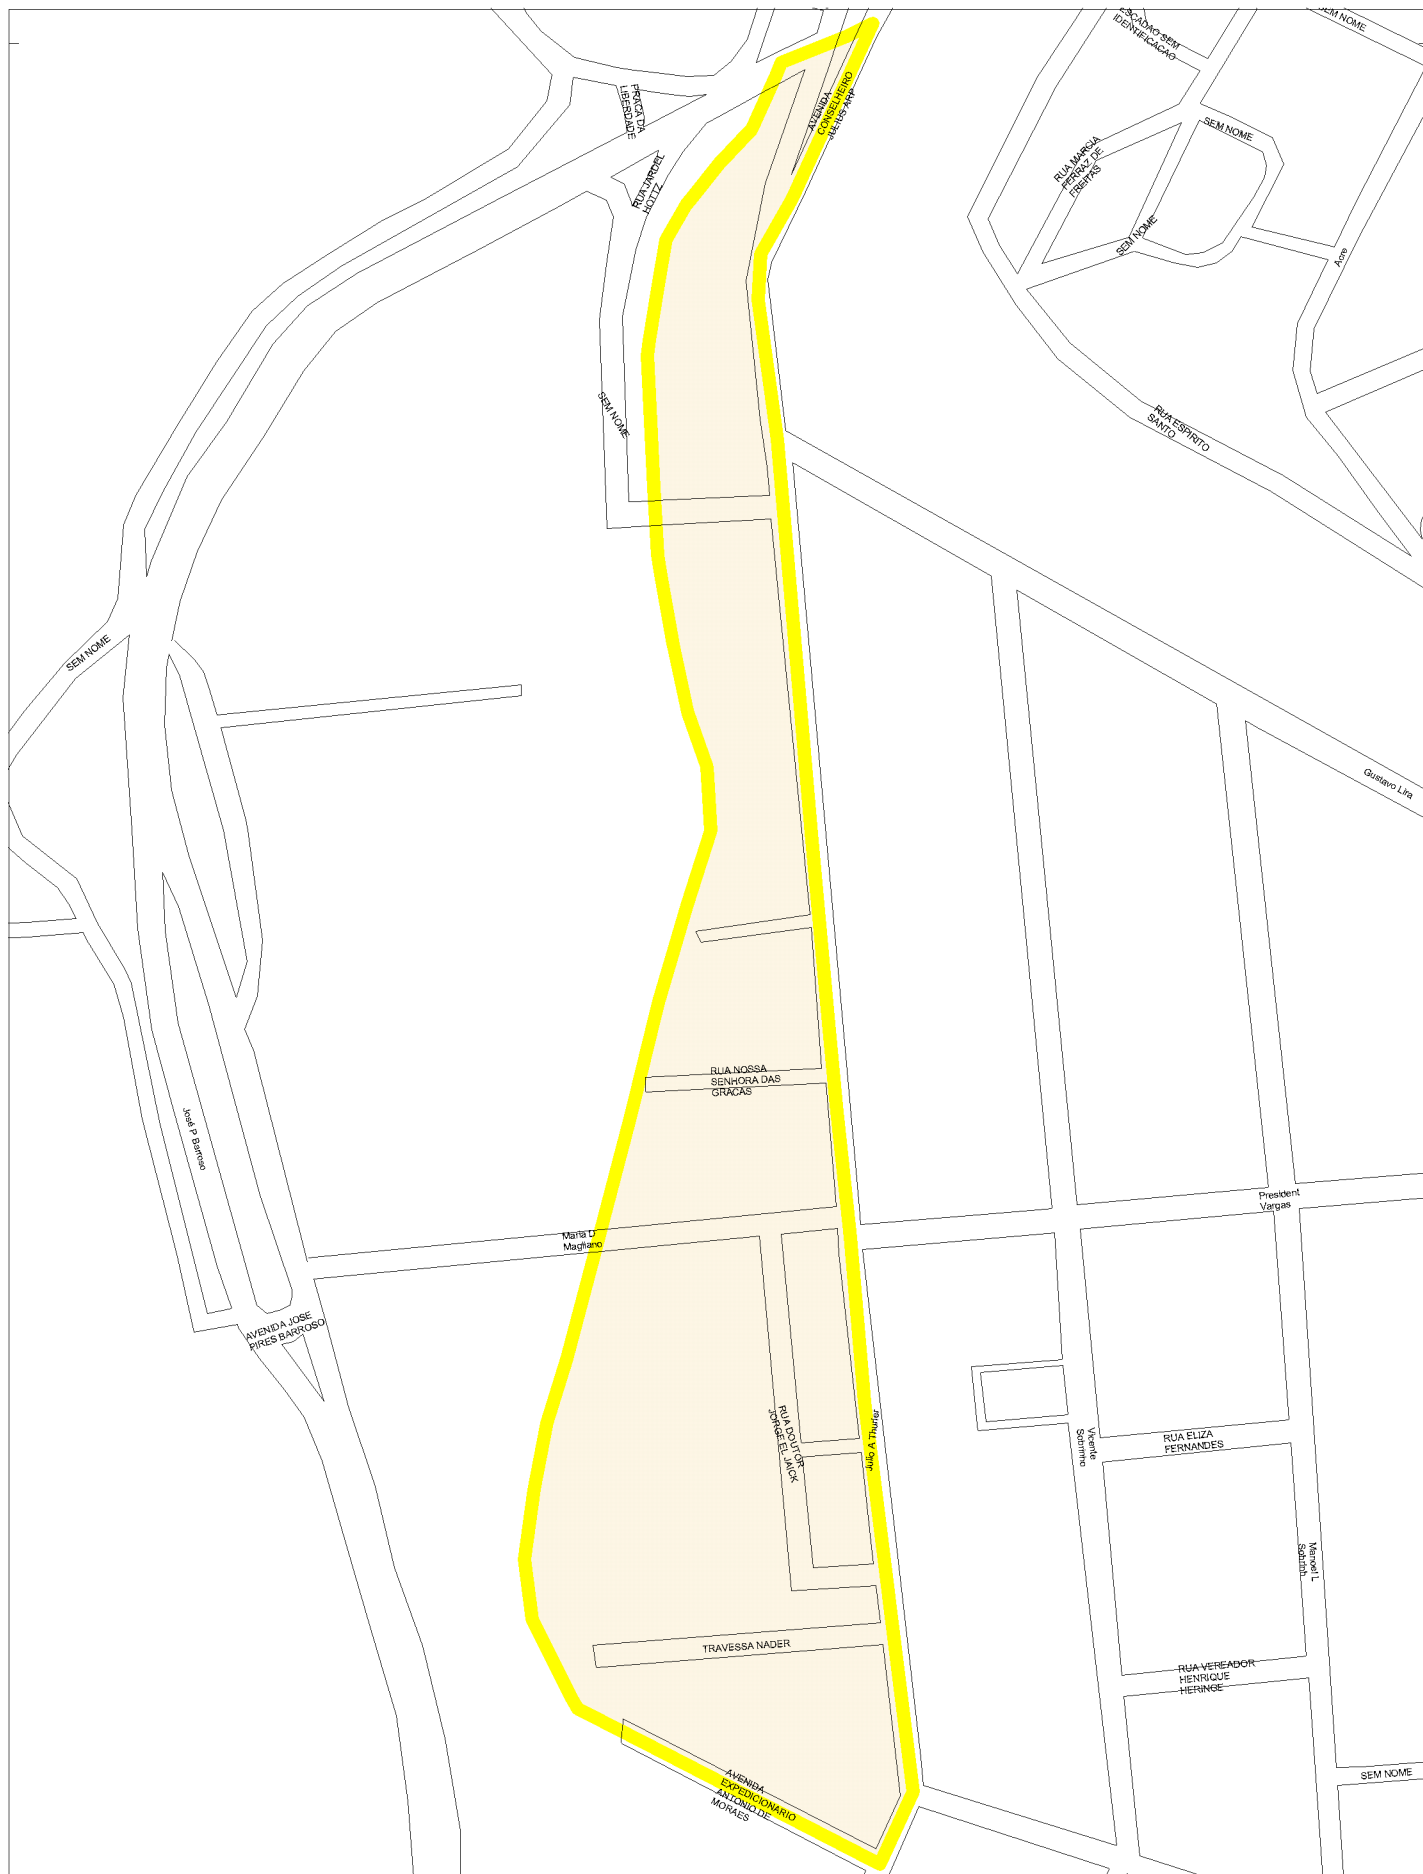 SEM NOME
ESCADAO SEM
IDENTIFICACAO
PRACA DA
LIBERDADE
AVENIDA
CONSELHEIRO
JULIUS ARP
SEM NOME
RUA MARCIA
FERRAZ DE
FREITAS
RUA JARDEL
HOTTZ
SEM NOME
Acre
SEM NOME
RUA ESPIRITO
SANTO
SEM NOME
Gustavo Lira
RUA NOSSA
SENHORA DAS
GRACAS
José P Barroso
President
Vargas
Maria D
Magliano
AVENIDA JOSE
PIRES BARROSO
RUA DOUTOR
JORGE EL JAICK
Julio A Thurler
Vicente
Sobrinho
RUA ELIZA
FERNANDES
Manoel L
Sobrinh
TRAVESSA NADER
RUA VEREADOR
HENRIQUE
HERINGE
SEM NOME
AVENIDA
EXPEDICIONARIO
ANTONIO DE
MORAES